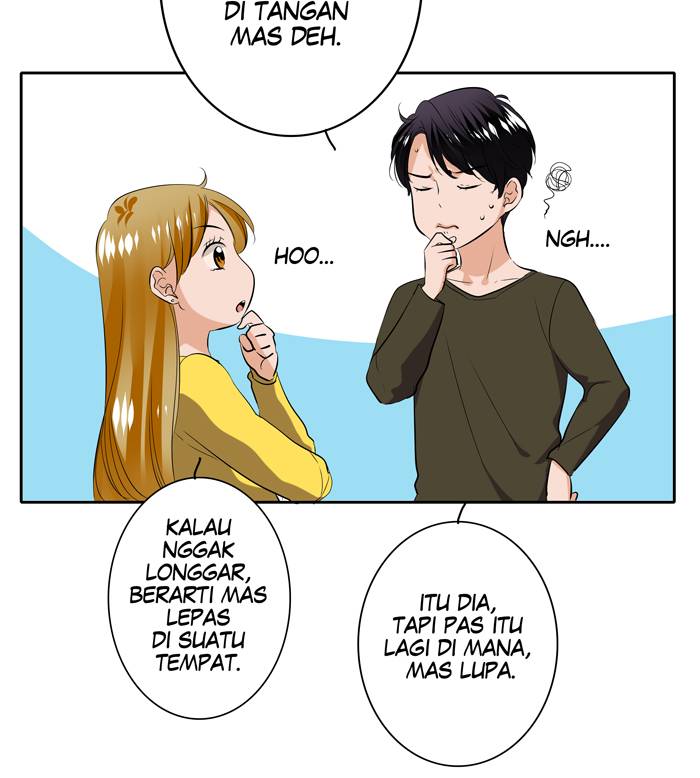 DI TANGAN
MAS DEH.
HOO...
NGH....
KALAU
NGGAK
LONGGAR,
BERARTI MAS
LEPAS
DI SUATU
TEMPAT.
ITU DIA,
TAPI PAS ITU
LAGI DI MANA,
MAS LUPA.